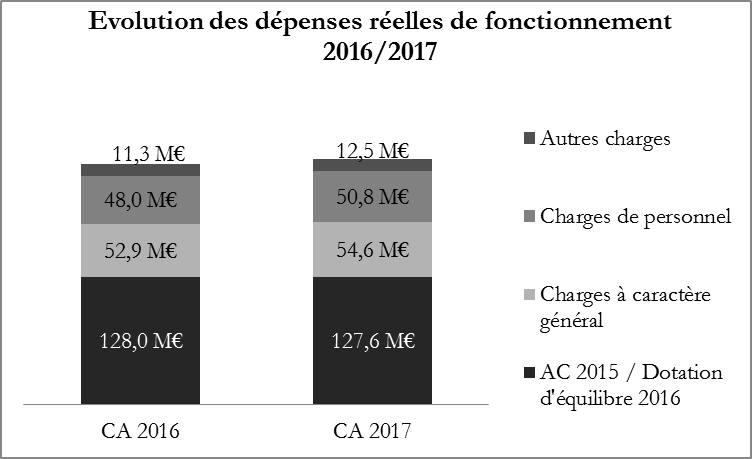 Evolution des dépenses réelles de fonctionnement
2016/2017
11,3 M€
12,5 M€
48,0 M€
50,8 M€
52,9 M€
54,6 M€
128,0 M€
127,6 M€
CA 2016
CA 2017
Autres charges
Charges de personnel
Charges à caractère
général
AC 2015 / Dotation
d'équilibre 2016